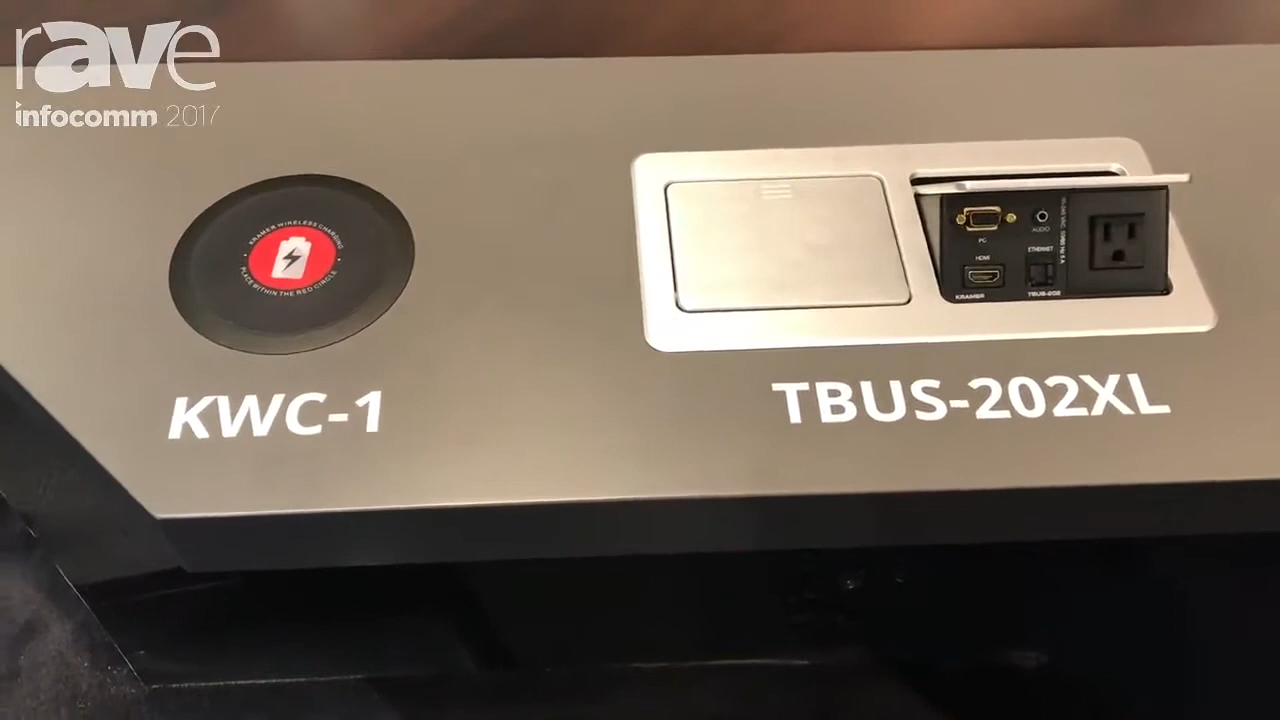 rave
infocomm 2017
KRAMER WIRELESS CHARGING
PLACE WITHIN THE RED CIRCLE
PC
AUDIO
HDMI
ETHERNET
KRAMER
TBUS-202
KWC-1
TBUS-202XL